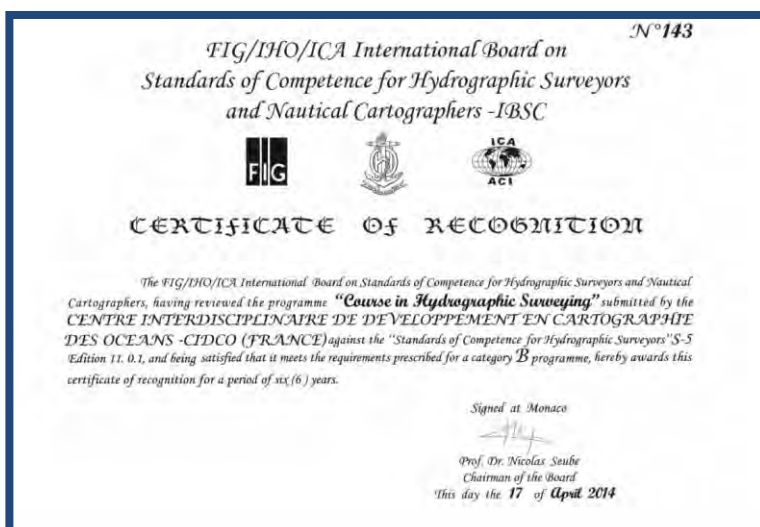 N°143
FIG/IHO/ICA International Board on
Standards of Competence for Hydrographic Surveyors
and Nautical Cartographers -IBSC
FIG
ICA
ACI
CERTIFICATE OF RECOGNITION
The FIG/IHO/ICA International Board on Standards of Competence for Hydrographic Surveyors and Nautical
Cartographers, having reviewed the programme "Course in Hydrographic Surveying" submitted by the
CENTRE INTERDISCIPLINAIRE DE DEVELOPPEMENT EN CARTOGRAPHIE
DES OCEANS -CIDCO (FRANCE) against the "Standards of Competence for Hydrographic Surveyors"S-5
Edition 11. 0.1, and being satisfied that it meets the requirements prescribed for a category B programme, hereby awards this
certificate of recognition for a period of six (6 ) years.
Signed at Monaco
Prof. Dr. Nicolas Seube
Chairman of the Board
This day the 17 of April 2014